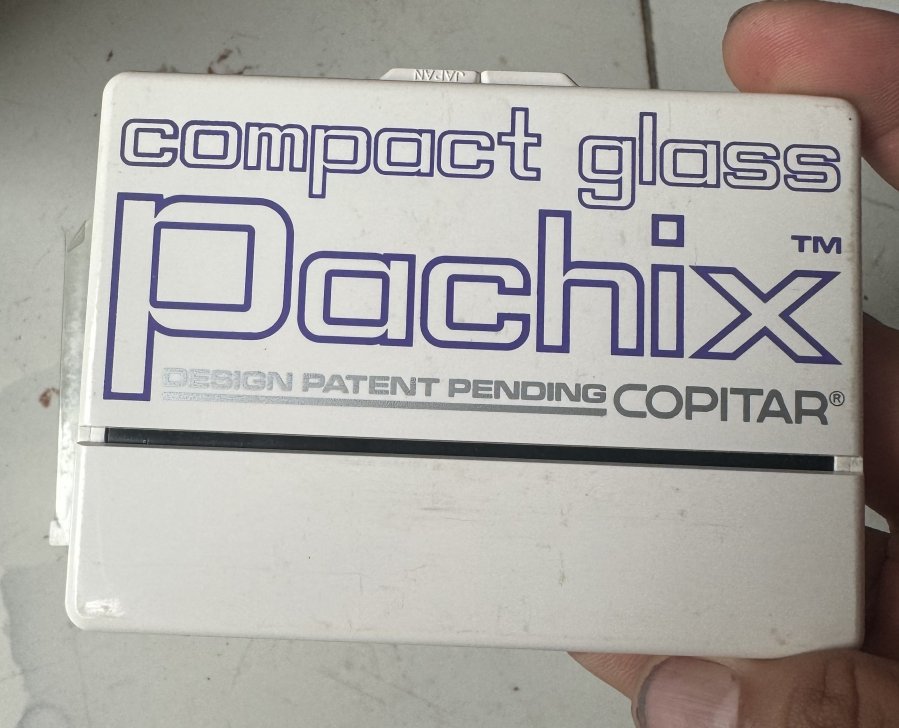 JAPAN
compact glass
Pachix™
DESIGN PATENT PENDING COPITAR®